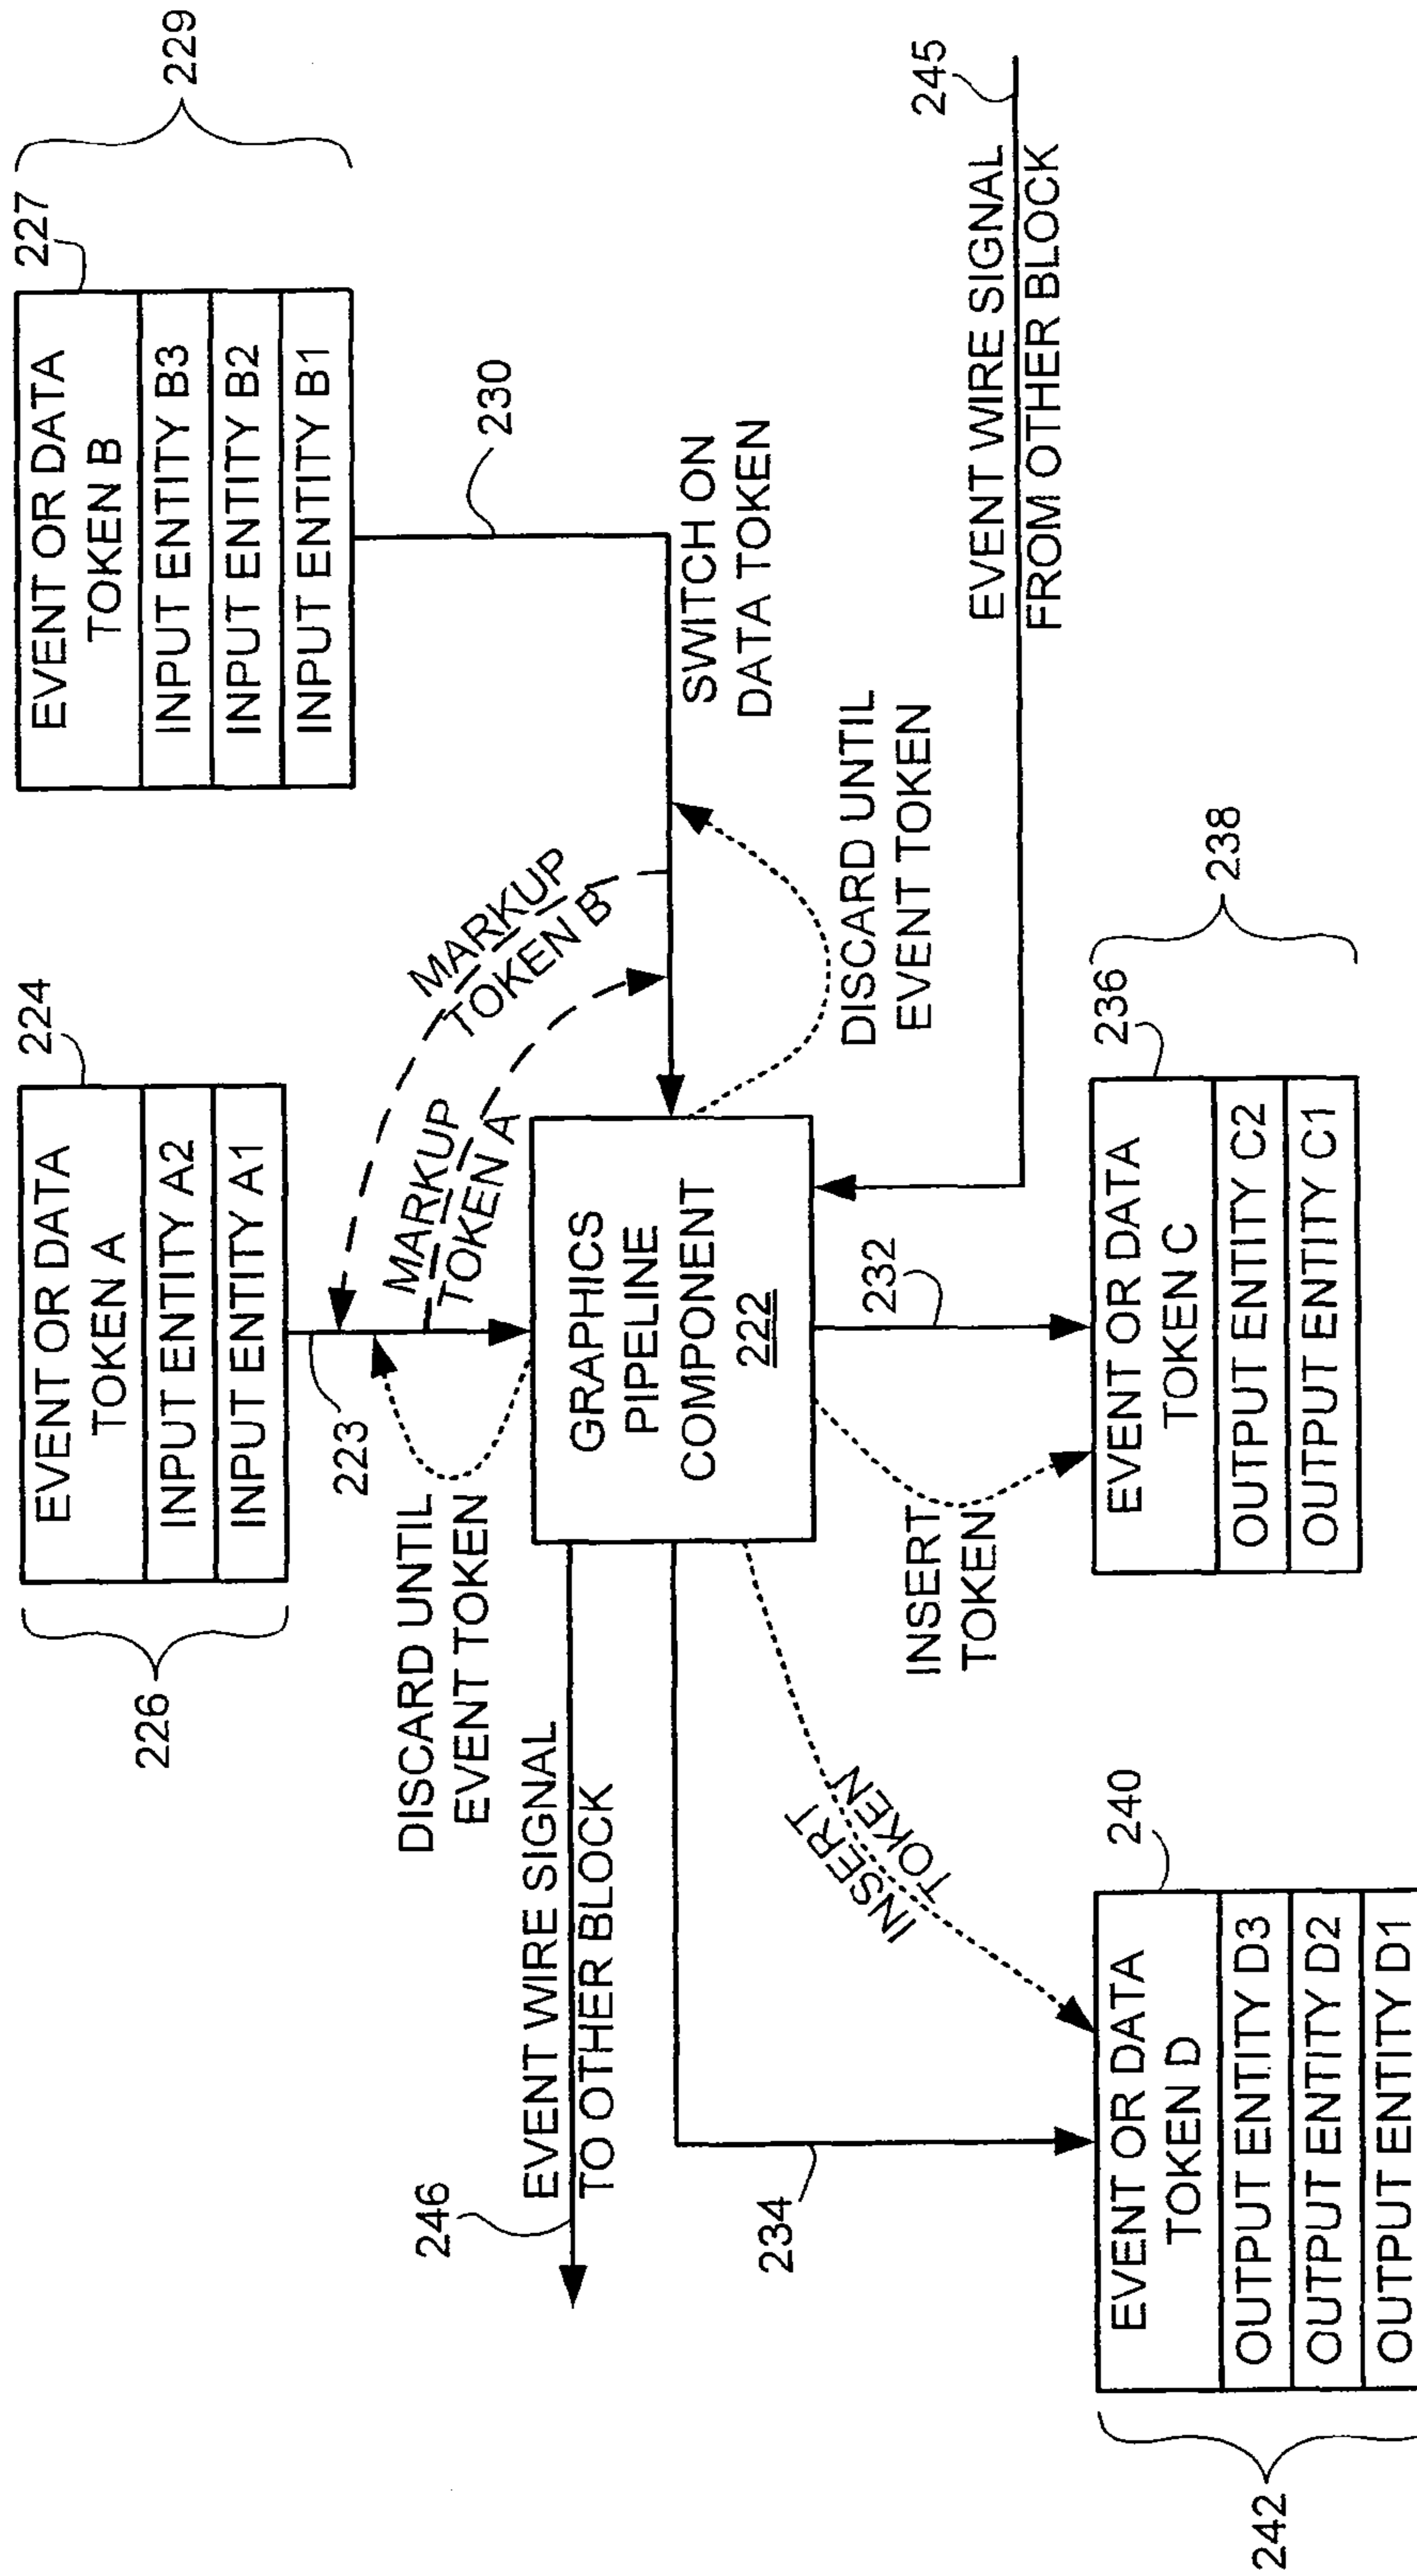 229
227
EVENT OR DATA
TOKEN B
INPUT ENTITY B3
INPUT ENTITY B2
INPUT ENTITY B1
230
SWITCH ON
DATA TOKEN
224
EVENT OR DATA
TOKEN A
INPUT ENTITY A2
INPUT ENTITY A1
226
223
MARKUP
TOKEN B
MARKUP
TOKEN A
DISCARD UNTIL
EVENT TOKEN
DISCARD UNTIL
EVENT TOKEN
245
EVENT WIRE SIGNAL
FROM OTHER BLOCK
GRAPHICS
PIPELINE
COMPONENT
222
246
EVENT WIRE SIGNAL
TO OTHER BLOCK
234
232
INSERT
TOKEN
INSERT
TOKEN
236
238
EVENT OR DATA
TOKEN C
OUTPUT ENTITY C2
OUTPUT ENTITY C1
240
EVENT OR DATA
TOKEN D
OUTPUT ENTITY D3
OUTPUT ENTITY D2
OUTPUT ENTITY D1
242